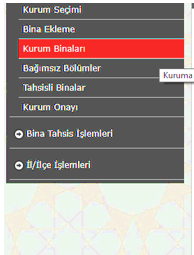 Kurum Seçimi
Bina Ekleme
Kurum Binaları
Bağımsız Bölümler
Kuruma
Tahsisli Binalar
Kurum Onayı
Bina Tahsis İşlemleri
İl/İlçe İşlemleri